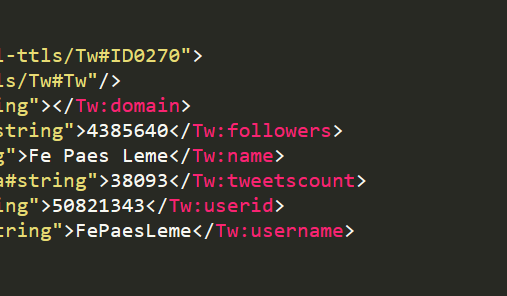 l-ttls/Tw#ID0270">
ls/Tw#Tw"/>
ing"></Tw:domain>
string">4385640</Tw:followers>
g">Fe Paes Leme</Tw:name>
a#string">38093</Tw:tweetscount>
ing">50821343</Tw:userid>
tring">FePaesLeme</Tw:username>